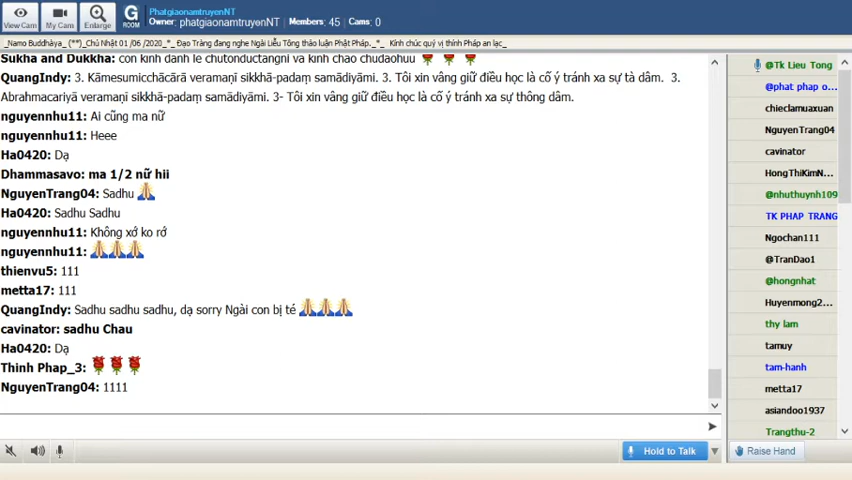 PhatgiaonamtruyenNT
Owner: phatgiaonamtruyenNT Members: 45 Cams: 0
View Cam My Cam Enlarge G ROOM
_Namo Buddhàya_ (**)_Chủ Nhật 01 /06 /2020_*_ Đạo Tràng đang nghe Ngài Liễu Tông thảo luận Phật Pháp._*_ Kính chúc quý vị thính Pháp an lạc_
Sukha and Dukkha: con kính đảnh lễ chutonductangni và kính chào chudaohuu
QuangIndy: 3. Kāmesumicchācārā veramaṇi sikkhā-padaṃ samādiyāmi. 3. Tôi xin vâng giữ điều học là cố ý tránh xa sự tà dâm. 3.
Abrahmacariyā veramaṇi sikkhā-padaṃ samādiyāmi. 3- Tôi xin vâng giữ điều học là cố ý tránh xa sự thông dâm.
nguyennhu11: Ai cũng ma nữ
nguyennhu11: Heee
Ha0420: Dạ
Dhammasavo: ma 1/2 nữ hii
NguyenTrang04: Sadhu
Ha0420: Sadhu Sadhu
nguyennhu11: Không xớ ko rớ
nguyennhu11:
thienvu5: 111
metta17: 111
QuangIndy: Sadhu sadhu sadhu, dạ sorry Ngài con bị té
cavinator: sadhu Chau
Ha0420: Dạ
Thinh Phap_3:
NguyenTrang04: 1111
Hold to Talk
@Tk Lieu Tong
@phat phap o...
chieclamuaxuan
NguyenTrang04
cavinator
HongThiKimN...
@nhuthuynh109
TK PHAP TRANG
Ngochan111
@TranDao1
@hongnhat
Huyenmong2...
thy lam
tamuy
tam-hanh
metta17
asiandoo1937
Trangthu-2
Raise Hand